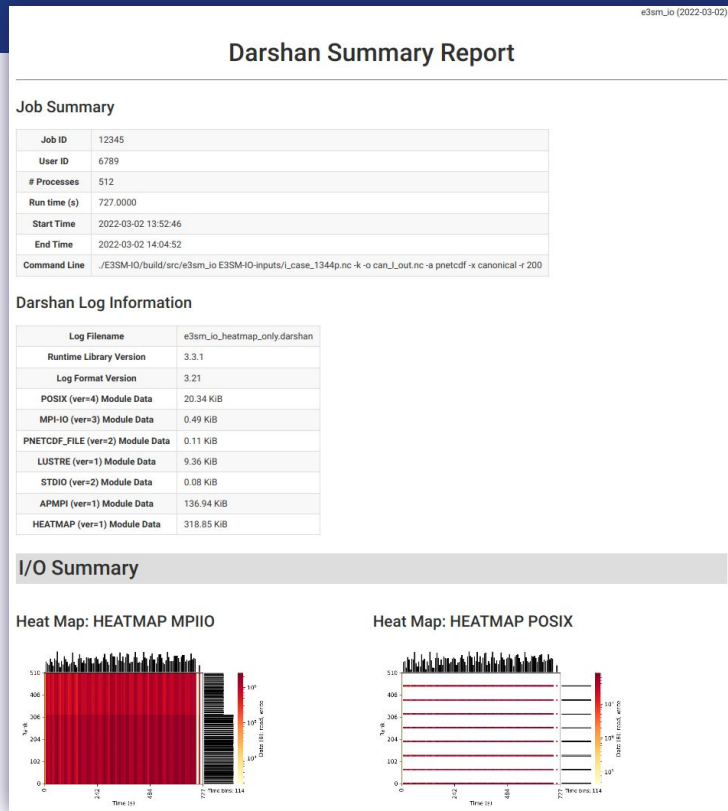 e3sm_io (2022-03-02)
Darshan Summary Report
Job Summary
Job ID 12345
User ID 6789
# Processes 512
Run time (s) 727.0000
Start Time 2022-03-02 13:52:46
End Time 2022-03-02 14:04:52
Command Line ./E3SM-IO/build/src/e3sm_io E3SM-IO-inputs/i_case_1344p.nc -k -o can_I_out.nc -a pnetcdf -x canonical -r 200
Darshan Log Information
Log Filename e3sm_io_heatmap_only.darshan
Runtime Library Version 3.3.1
Log Format Version 3.21
POSIX (ver=4) Module Data 20.34 KiB
MPI-IO (ver=3) Module Data 0.49 KiB
PNETCDF_FILE (ver=2) Module Data 0.11 KiB
LUSTRE (ver=1) Module Data 9.36 KiB
STDIO (ver=2) Module Data 0.08 KiB
APMPI (ver=1) Module Data 136.94 KiB
HEATMAP (ver=1) Module Data 318.85 KiB
I/O Summary
Heat Map: HEATMAP MPIIO Heat Map: HEATMAP POSIX
510 510
408 408
306 306
204 204
102 102
0 0
Rank Rank
0 242 484 727 Time bins: 114 0 242 484 727 Time bins: 114
Time (s) Time (s)
Data (B): read, write Data (B): read, write